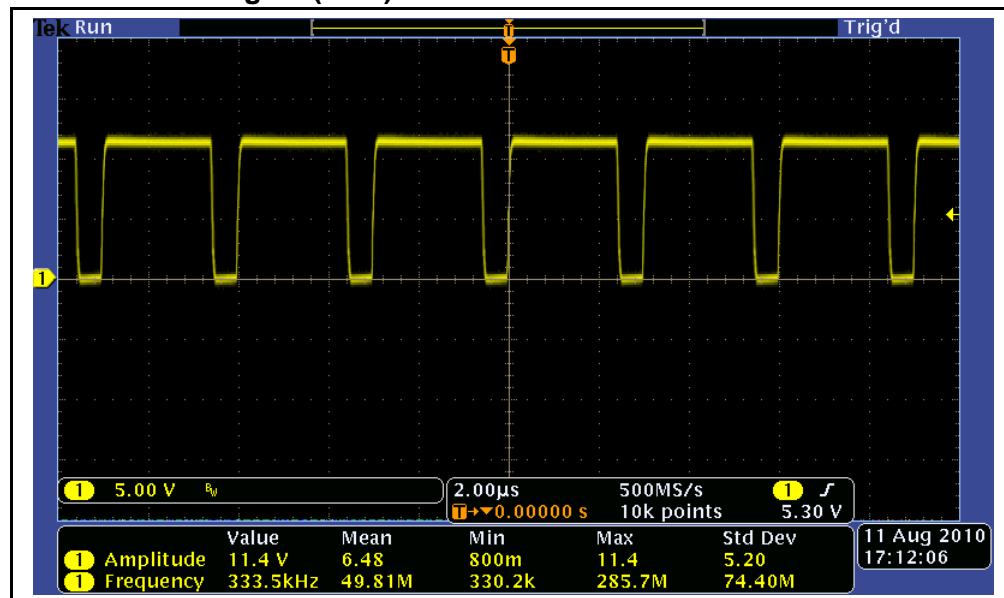 Tek Run Trig'd
T
T
1
1 5.00 V BW
2.00µs 500MS/s 1
T→▼0.00000 s 10k points 5.30 V
Value Mean Min Max Std Dev
1 Amplitude 11.4 V 6.48 800m 11.4 5.20
1 Frequency 333.5kHz 49.81M 330.2k 285.7M 74.40M
11 Aug 2010
17:12:06